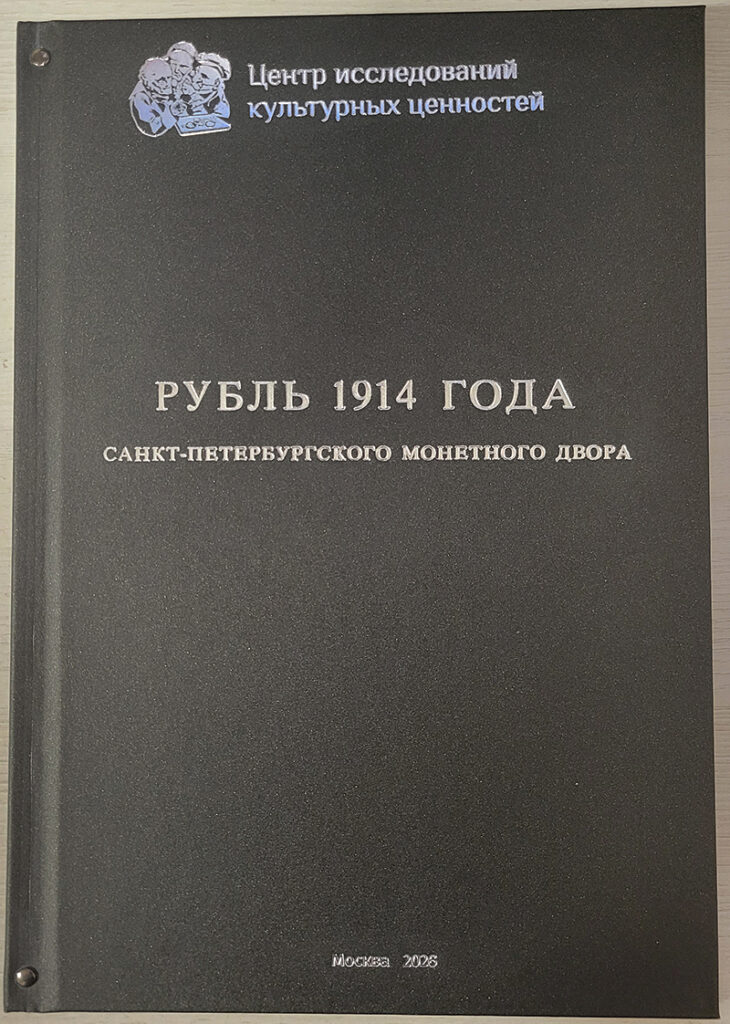 Центр исследований
культурных ценностей
РУБЛЬ 1914 ГОДА
САНКТ-ПЕТЕРБУРГСКОГО МОНЕТНОГО ДВОРА
Москва 2026